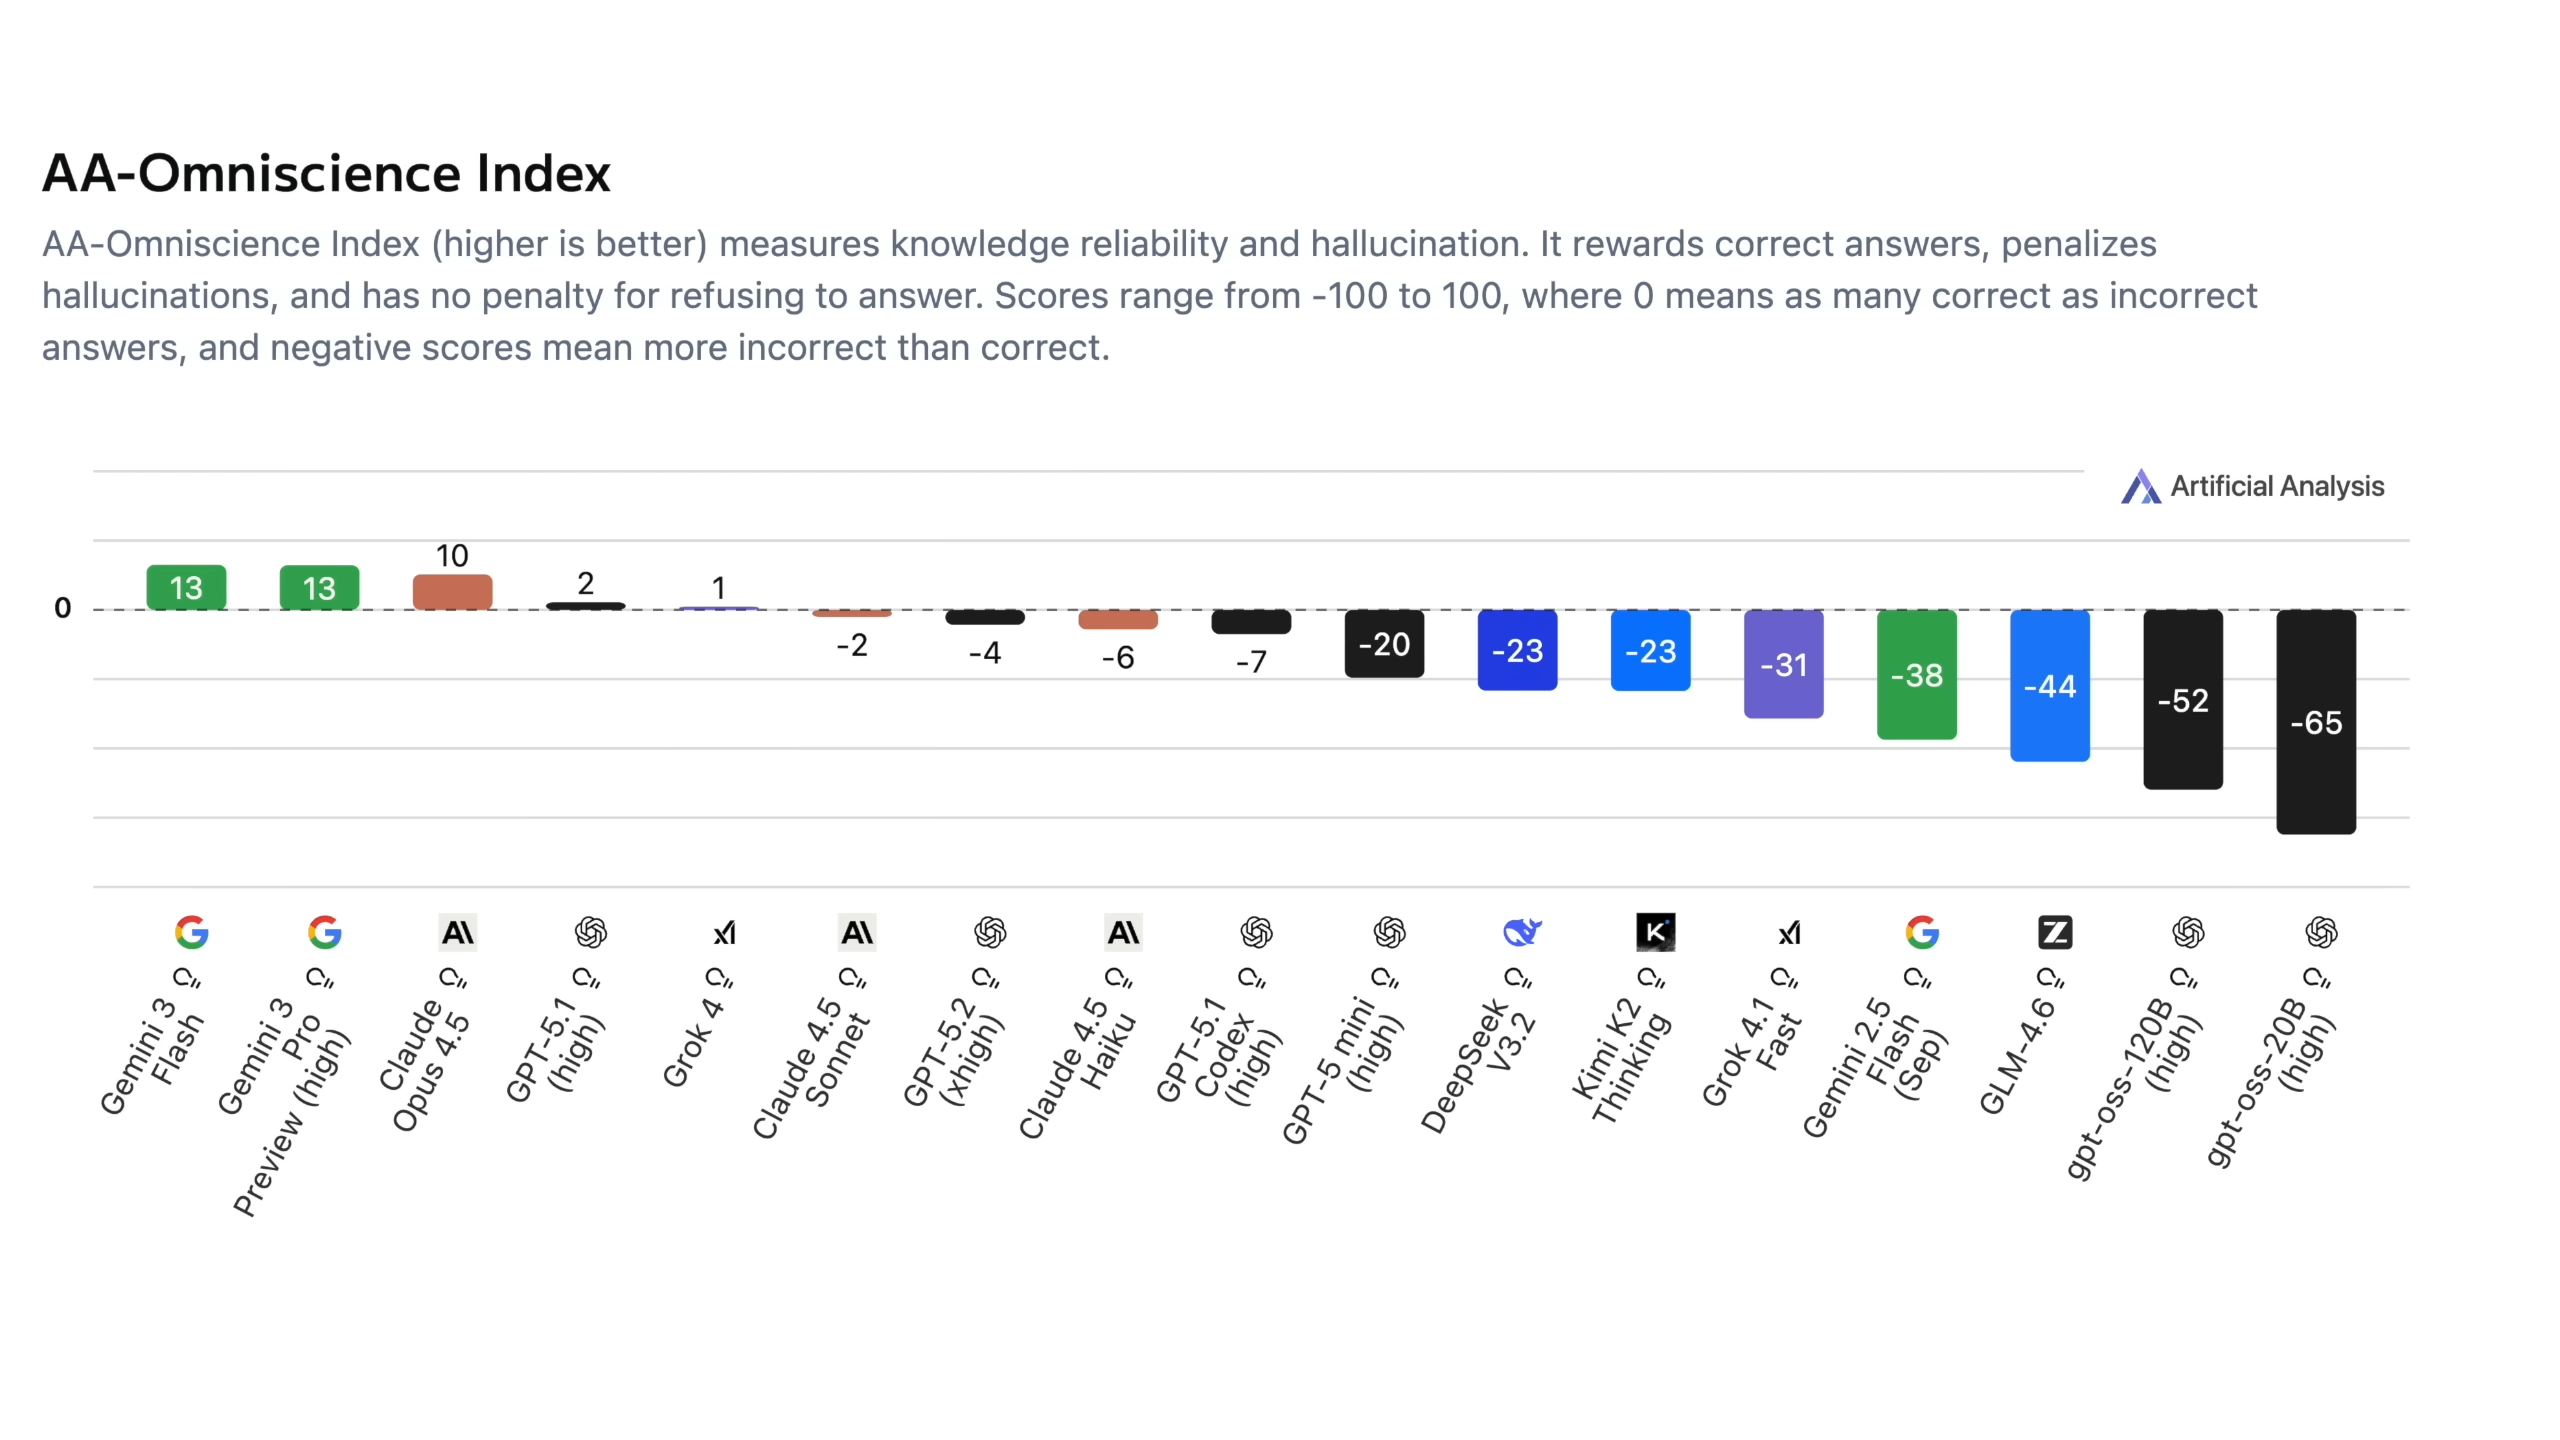 AA-Omniscience Index
AA-Omniscience Index (higher is better) measures knowledge reliability and hallucination. It rewards correct answers, penalizes
hallucinations, and has no penalty for refusing to answer. Scores range from -100 to 100, where 0 means as many correct as incorrect
answers, and negative scores mean more incorrect than correct.
Artificial Analysis
0
13
13
10
2
1
-2
-4
-6
-7
-20
-23
-23
-31
-38
-44
-52
-65
Gemini 3
Flash
Gemini 3
Pro
Preview (high)
Claude
Opus 4.5
GPT-5.1
(high)
Grok 4
Claude 4.5
Sonnet
GPT-5.2
(xhigh)
Claude 4.5
Haiku
GPT-5.1
Codex
(high)
GPT-5 mini
(high)
DeepSeek
V3.2
Kimi K2
Thinking
Grok 4.1
Fast
Gemini 2.5
Flash
(Sep)
GLM-4.6
gpt-oss-120B
(high)
gpt-oss-20B
(high)